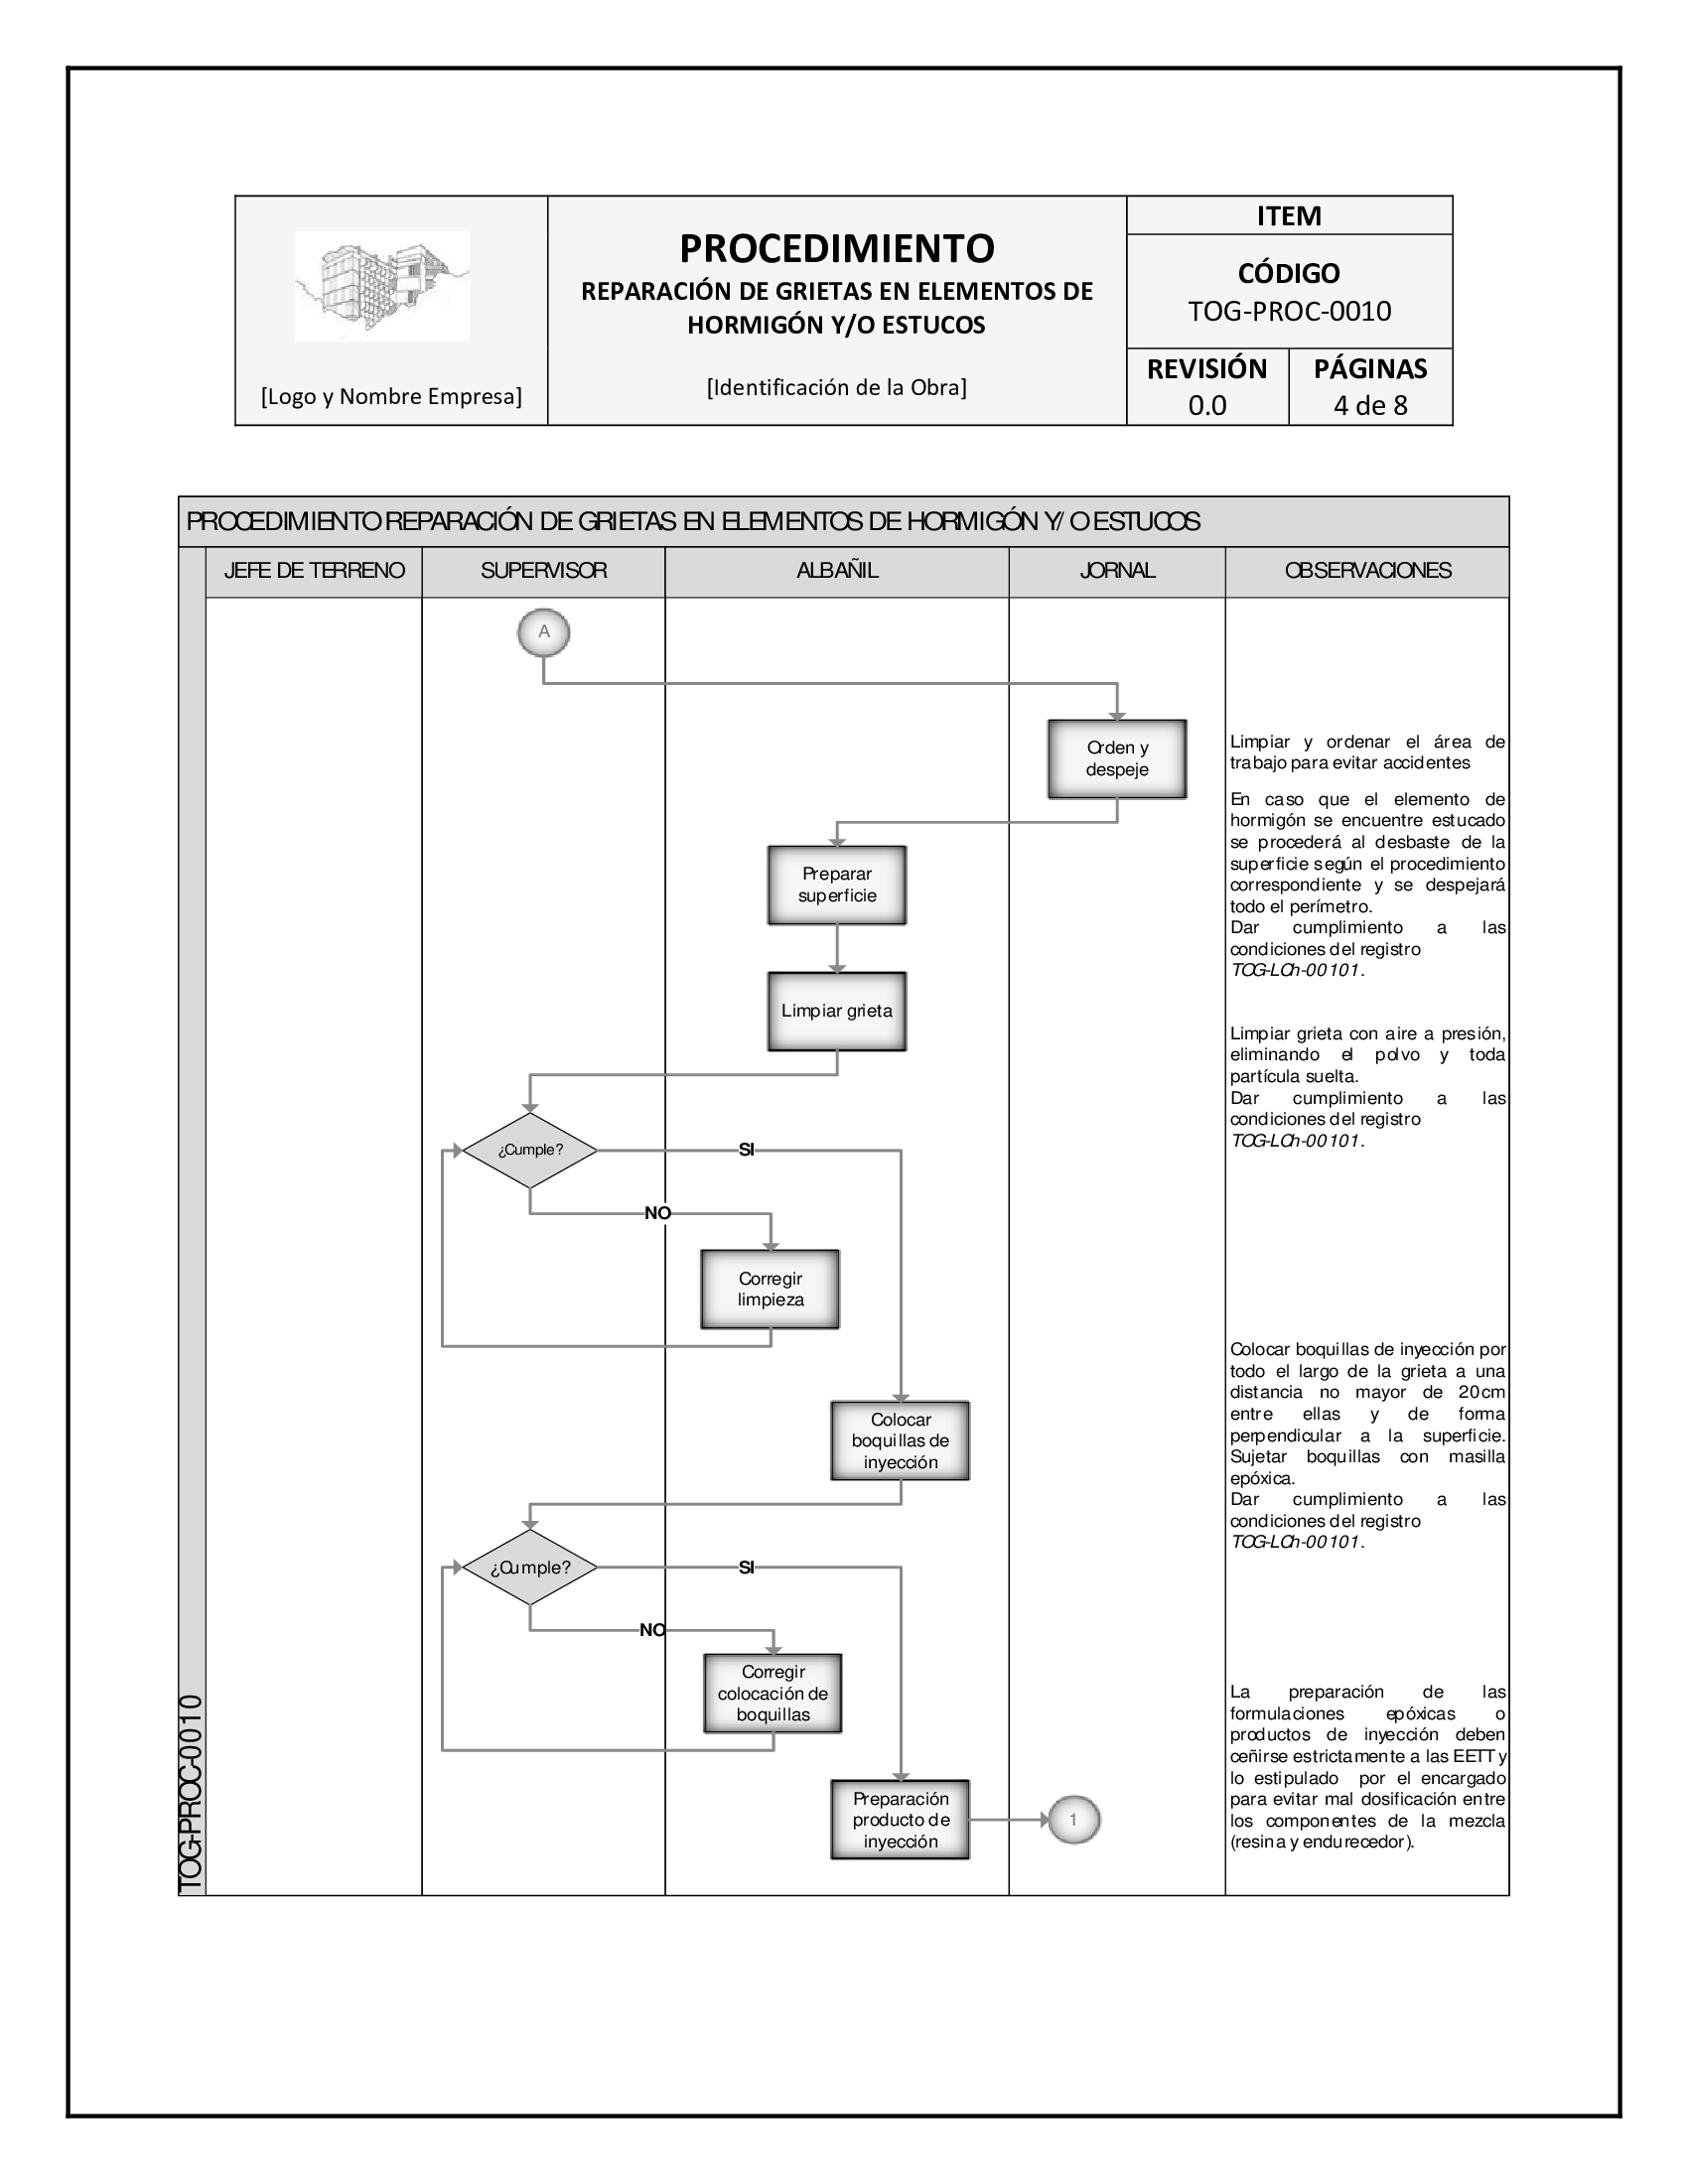 [Logo y Nombre Empresa]
PROCEDIMIENTO
REPARACIÓN DE GRIETAS EN ELEMENTOS DE
HORMIGÓN Y/O ESTUCOS
[Identificación de la Obra]
ITEM
CÓDIGO
TOG-PROC-0010
REVISIÓN
0.0
PÁGINAS
4 de 8
PROCEDIMIENTO REPARACIÓN DE GRIETAS EN ELEMENTOS DE HORMIGÓN Y/O ESTUCOS
JEFE DE TERRENO
SUPERVISOR
ALBAÑIL
JORNAL
OBSERVACIONES
TOG-PROC-0010
A
Orden y
despeje
Limpiar y ordenar el área de
trabajo para evitar accidentes
Preparar
superficie
En caso que el elemento de
hormigón se encuentre estucado
se procederá al desbaste de la
superficie según el procedimiento
correspondiente y se despejará
todo el perímetro.
Dar cumplimiento a las
condiciones del registro
TOG-LCh-00101.
Limpiar grieta
Limpiar grieta con aire a presión,
eliminando el polvo y toda
partícula suelta.
Dar cumplimiento a las
condiciones del registro
TOG-LCh-00101.
¿Cumple?
SI
NO
Corregir
limpieza
Colocar
boquillas de
inyección
Colocar boquillas de inyección por
todo el largo de la grieta a una
distancia no mayor de 20cm
entre ellas y de forma
perpendicular a la superficie.
Sujetar boquillas con masilla
epóxica.
Dar cumplimiento a las
condiciones del registro
TOG-LCh-00101.
¿Cumple?
SI
NO
Corregir
colocación de
boquillas
Preparación
producto de
inyección
1
La preparación de las
formulaciones epóxicas o
productos de inyección deben
ceñirse estrictamente a las EETT y
lo estipulado por el encargado
para evitar mal dosificación entre
los componentes de la mezcla
(resina y endurecedor).